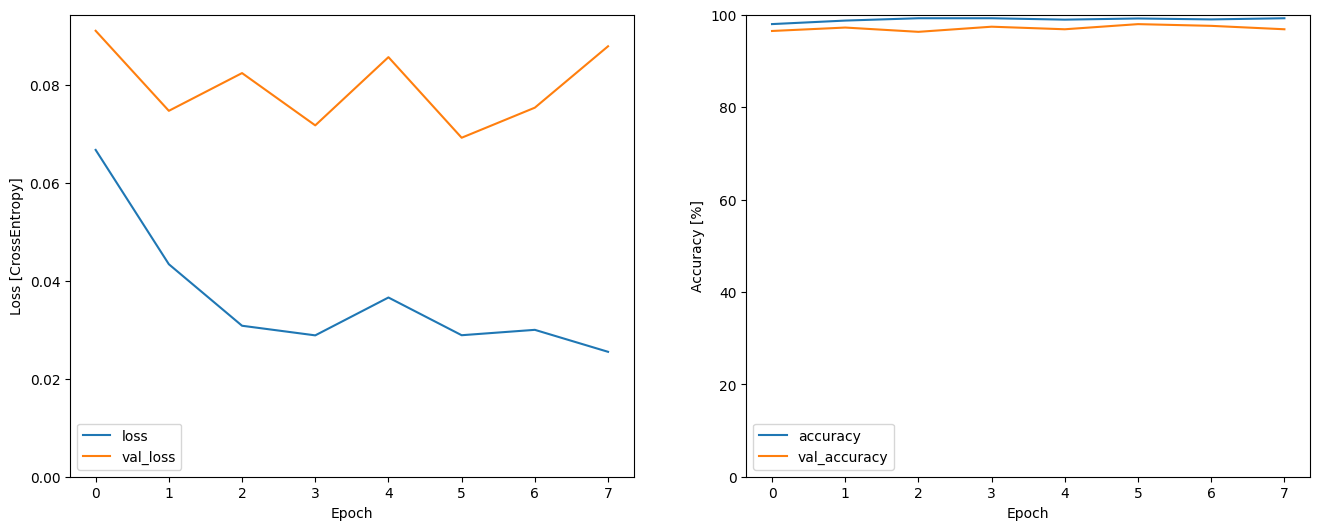 Loss [CrossEntropy]
0.08
0.06
0.04
0.02
0.00
loss
val_loss
0 1 2 3 4 5 6 7
Epoch
Accuracy [%]
100
80
60
40
20
0
accuracy
val_accuracy
0 1 2 3 4 5 6 7
Epoch